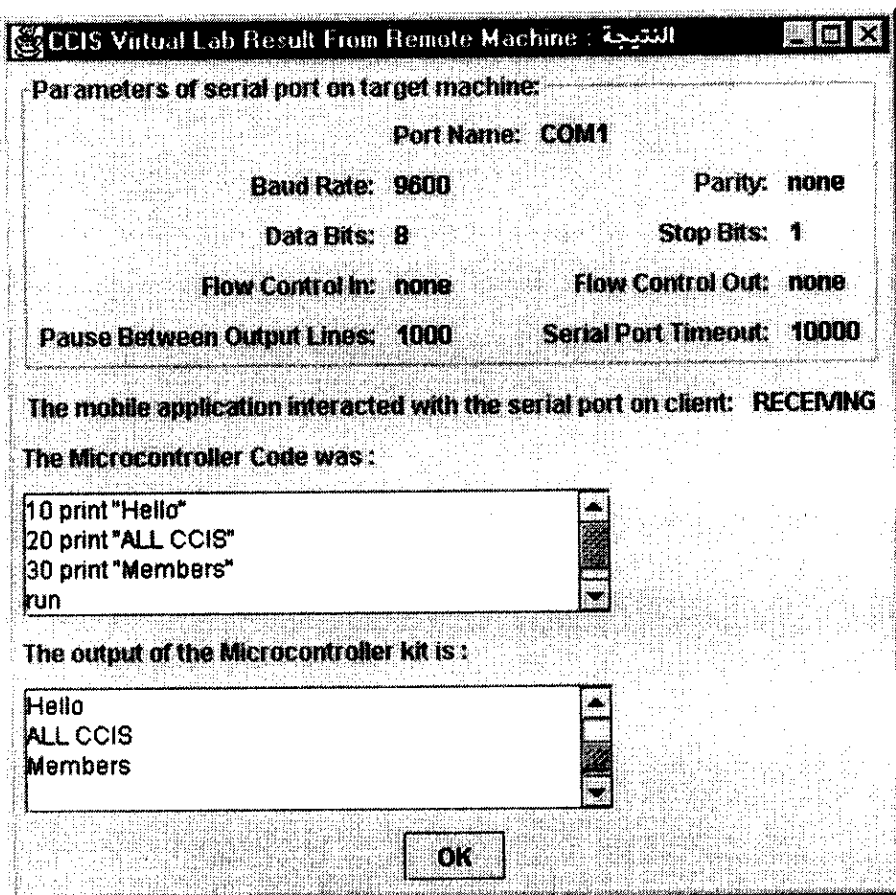 CCIS Virtual Lab Result From Remote Machine : النتيجة
Parameters of serial port on target machine:
Port Name: COM1
Baud Rate: 9600 Parity: none
Data Bits: 8 Stop Bits: 1
Flow Control In: none Flow Control Out: none
Pause Between Output Lines: 1000 Serial Port Timeout: 10000
The mobile application interacted with the serial port on client: RECEIVING
The Microcontroller Code was :
10 print "Hello"
20 print "ALL CCIS"
30 print "Members"
run
The output of the Microcontroller kit is :
Hello
ALL CCIS
Members
OK